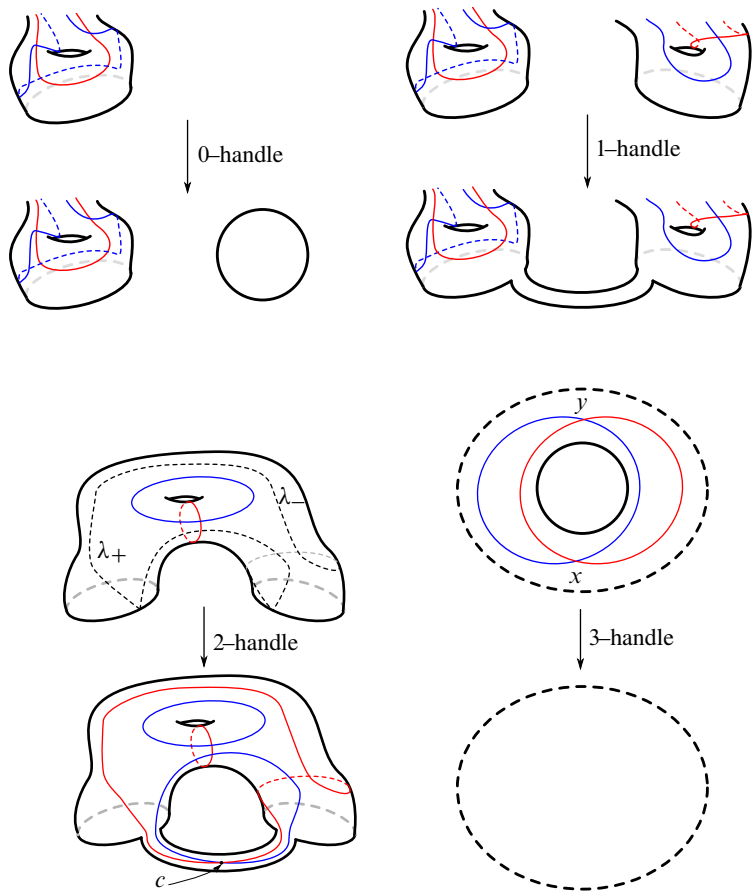 0–handle
1–handle
y
λ−
λ+
x
2–handle
3–handle
c